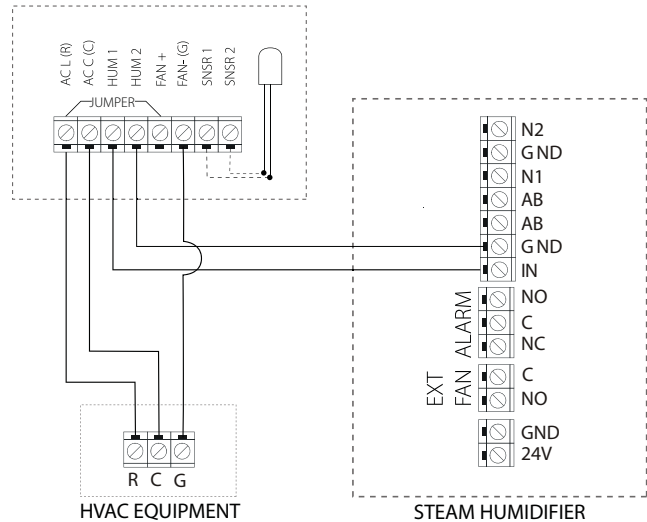 AC L (R)
AC C (C)
HUM 1
HUM 2
FAN +
FAN- (G)
SNSR 1
SNSR 2
JUMPER
N2
GND
N1
AB
AB
GND
IN
ALARM
NO
C
NC
EXT
FAN
C
NO
GND
24V
R C G
HVAC EQUIPMENT
STEAM HUMIDIFIER